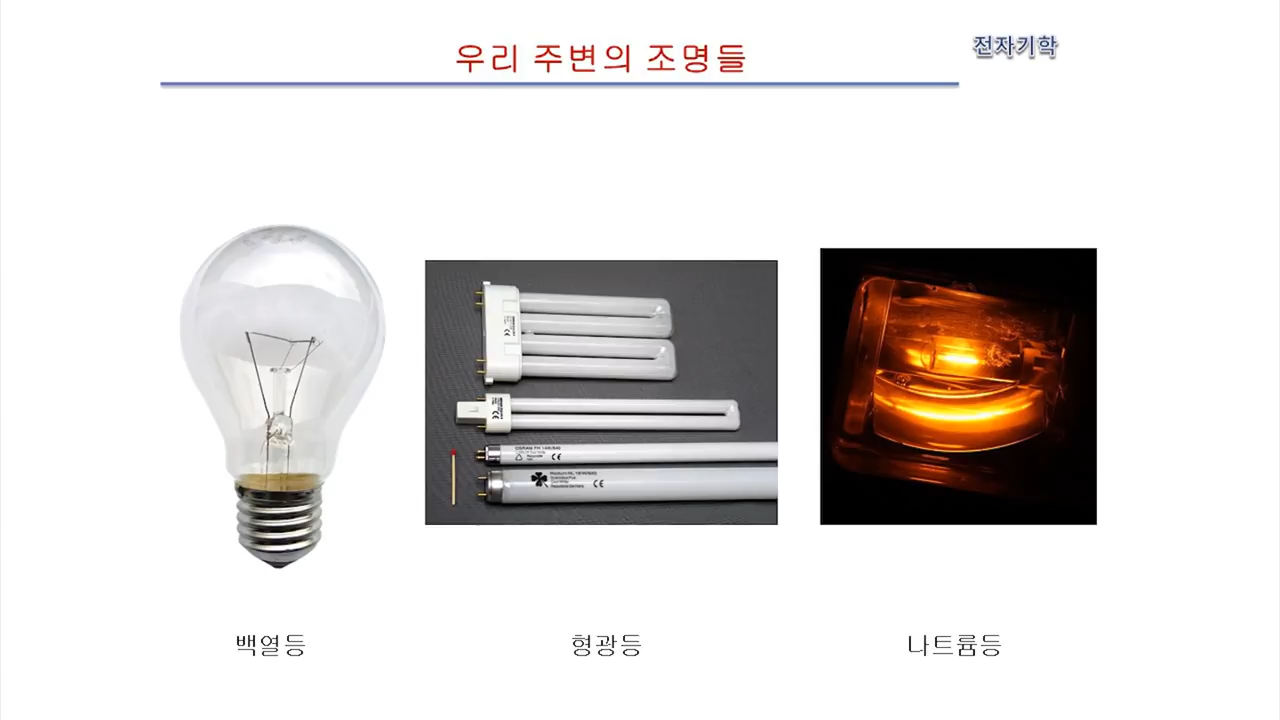 우리 주변의 조명들
전자기학
백열등
형광등
나트륨등